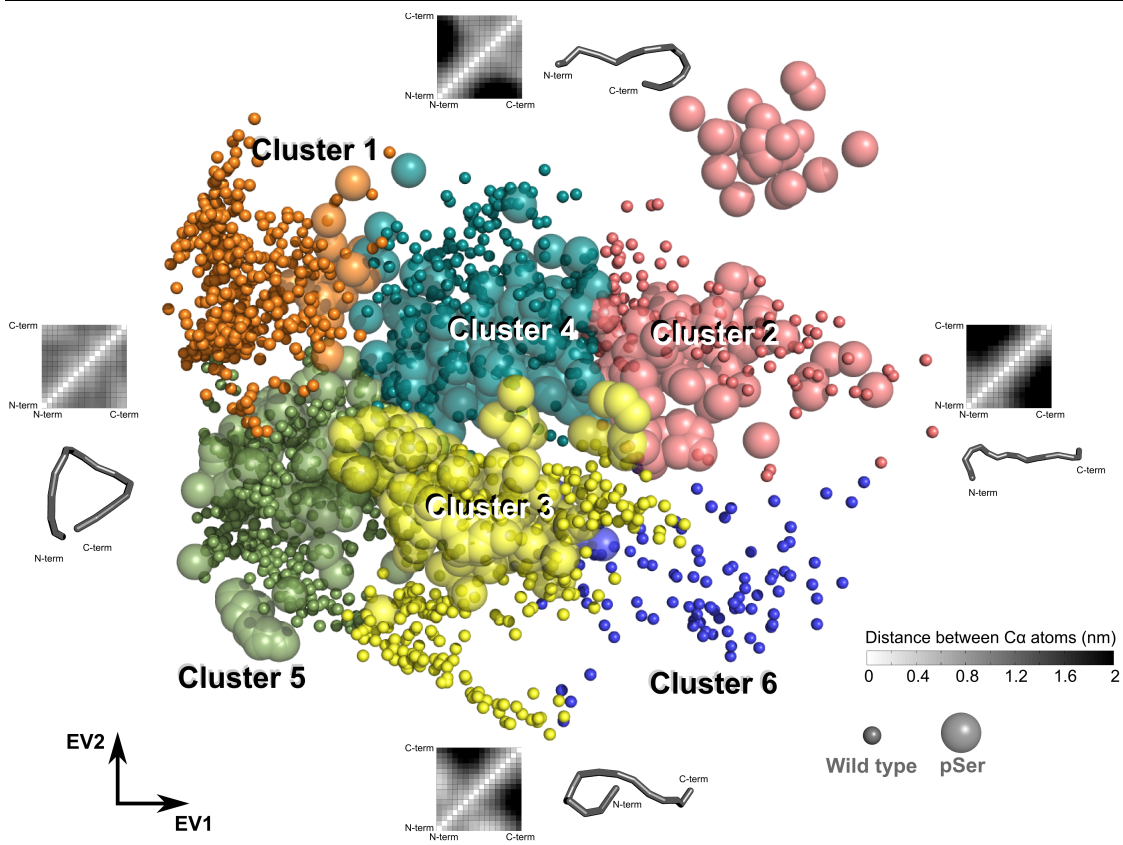 C-term
N-term
N-term
C-term
N-term
C-term
Cluster 1
Cluster 4
Cluster 2
C-term
N-term
N-term
C-term
N-term
C-term
C-term
N-term
N-term
C-term
N-term
C-term
Cluster 3
Cluster 5
Cluster 6
Distance between Cα atoms (nm)
0 0.4 0.8 1.2 1.6 2
Wild type pSer
EV2
EV1
C-term
N-term
N-term
C-term
N-term
C-term